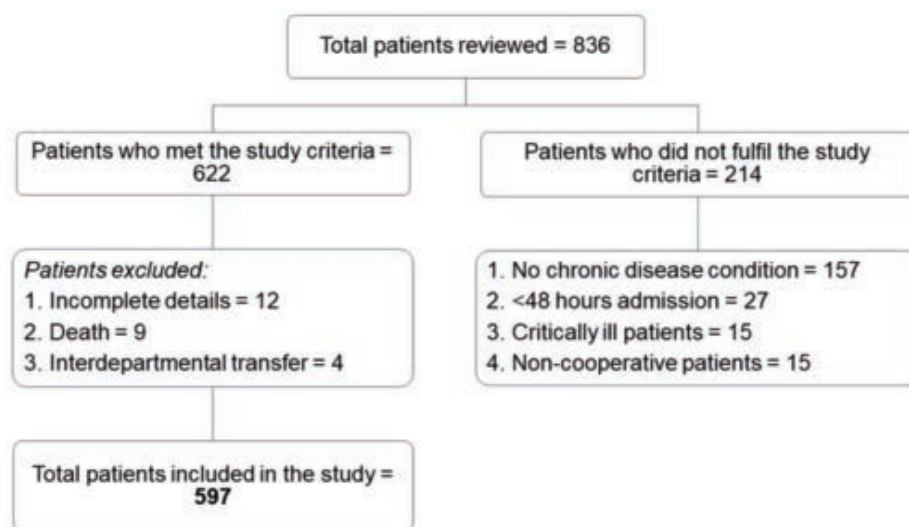 Total patients reviewed = 836
Patients who met the study criteria =
622
Patients who did not fulfil the study
criteria = 214
Patients excluded:
1. Incomplete details = 12
2. Death = 9
3. Interdepartmental transfer = 4
1. No chronic disease condition = 157
2. <48 hours admission = 27
3. Critically ill patients = 15
4. Non-cooperative patients = 15
Total patients included in the study =
597